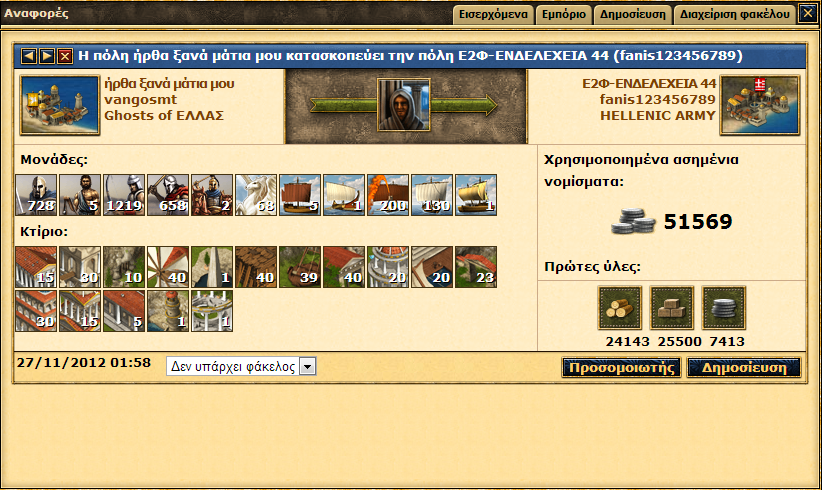 Αναφορές
Εισερχόμενα Εμπόριο Δημοσίευση Διαχείριση φακέλου
Η πόλη ήρθα ξανά μάτια μου κατασκοπεύει την πόλη Ε2Φ-ΕΝΔΕΛΕΧΕΙΑ 44 (fanis123456789)
ήρθα ξανά μάτια μου
vangosmt
Ghosts of ΕΛΛΑΣ
Ε2Φ-ΕΝΔΕΛΕΧΕΙΑ 44
fanis123456789
HELLENIC ARMY
Μονάδες:
728 5 1219 658 2 68 5 1 200 130 1
Κτίριο:
15 30 10 40 1 40 39 40 20 20 23
30 15 5 1 1
Χρησιμοποιημένα ασημένια
νομίσματα:
51569
Πρώτες ύλες:
24143 25500 7413
27/11/2012 01:58 Δεν υπάρχει φάκελος Προσομοιωτής Δημοσίευση